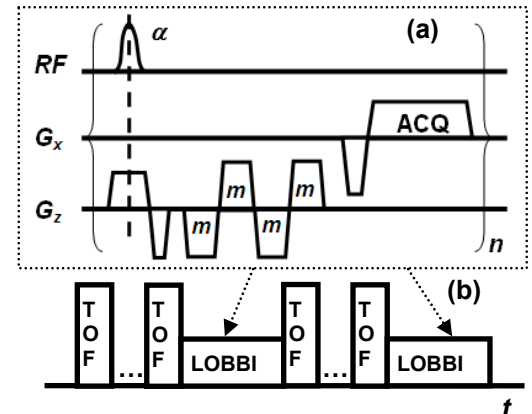 (a)
RF α
Gx ACQ
Gz m m m m
n
(b)
TOF ... TOF LOBBI TOF ... TOF LOBBI
t